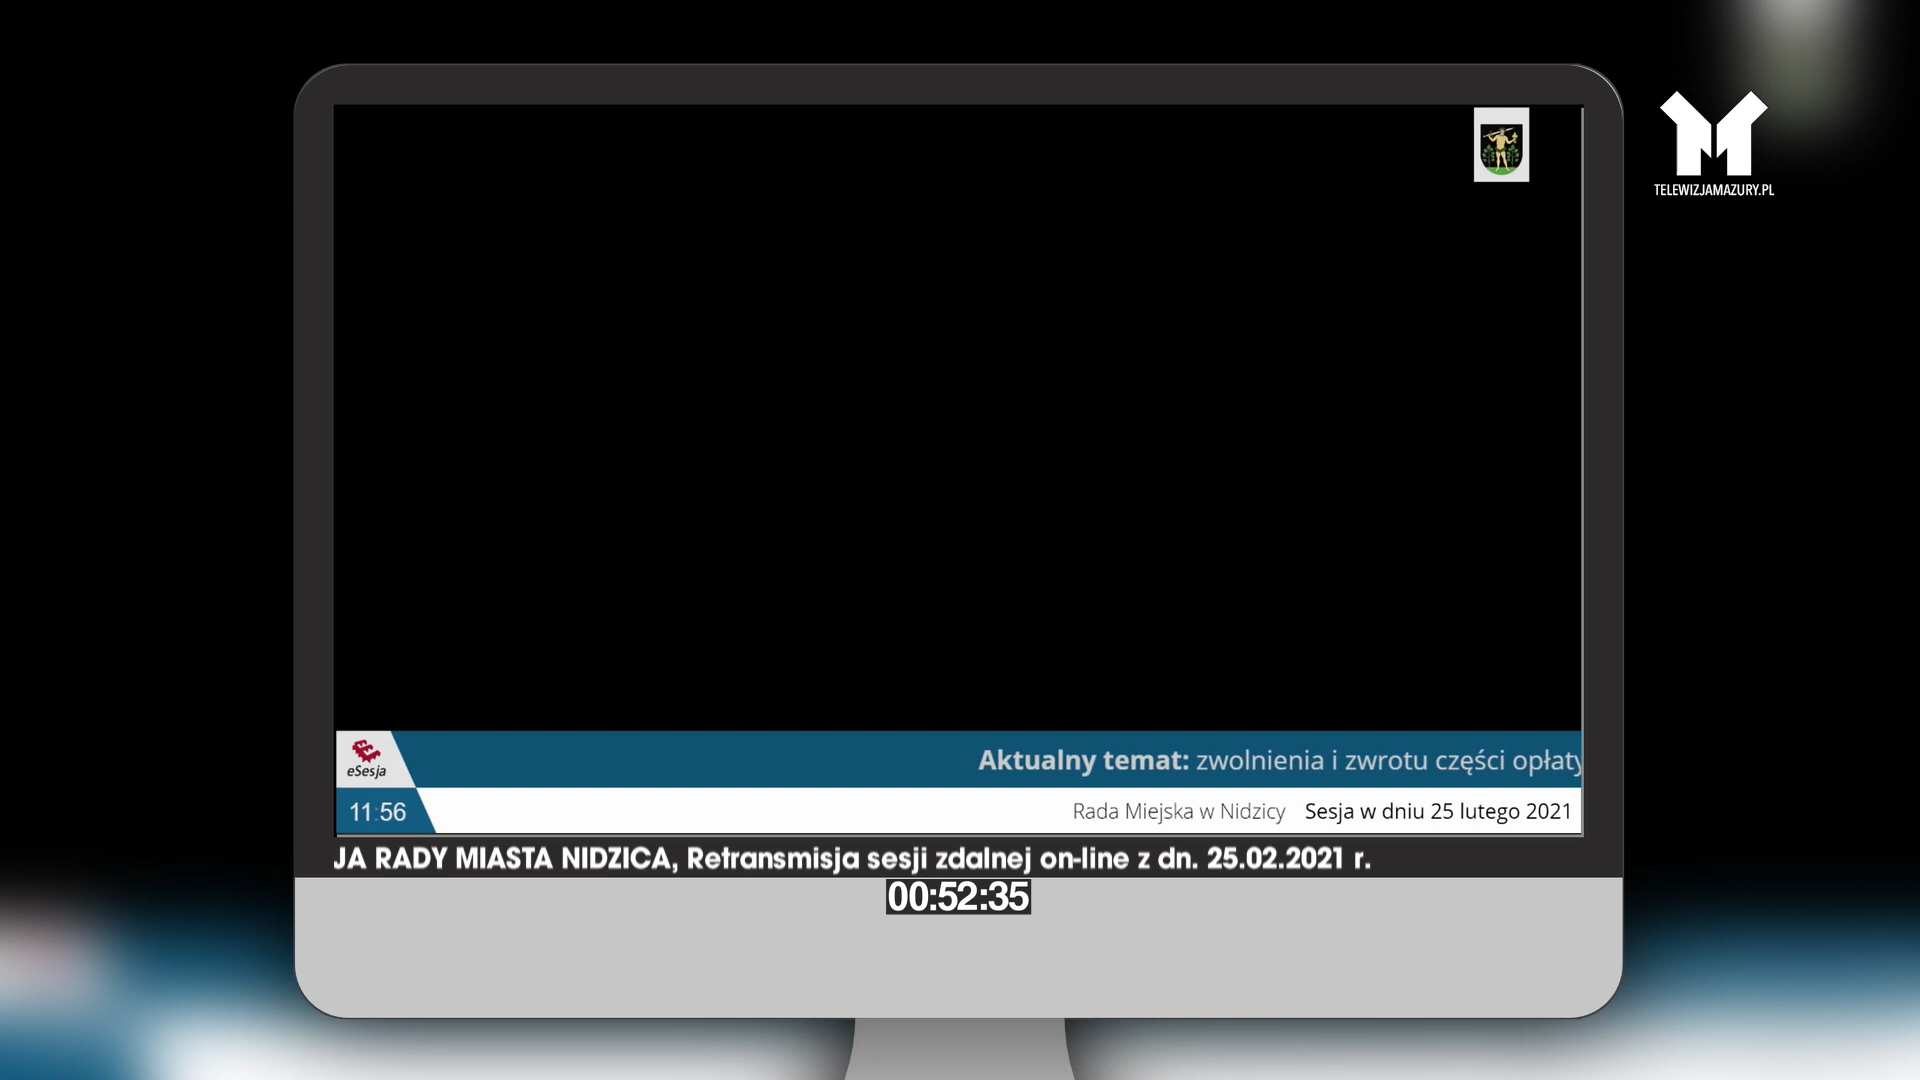 TELEWIZJAMAZURY.PL
Aktualny temat: zwolnienia i zwrotu części opłaty
eSesja
11:56
Rada Miejska w Nidzicy Sesja w dniu 25 lutego 2021
JA RADY MIASTA NIDZICA, Retransmisja sesji zdalnej on-line z dn. 25.02.2021 r.
00:52:35